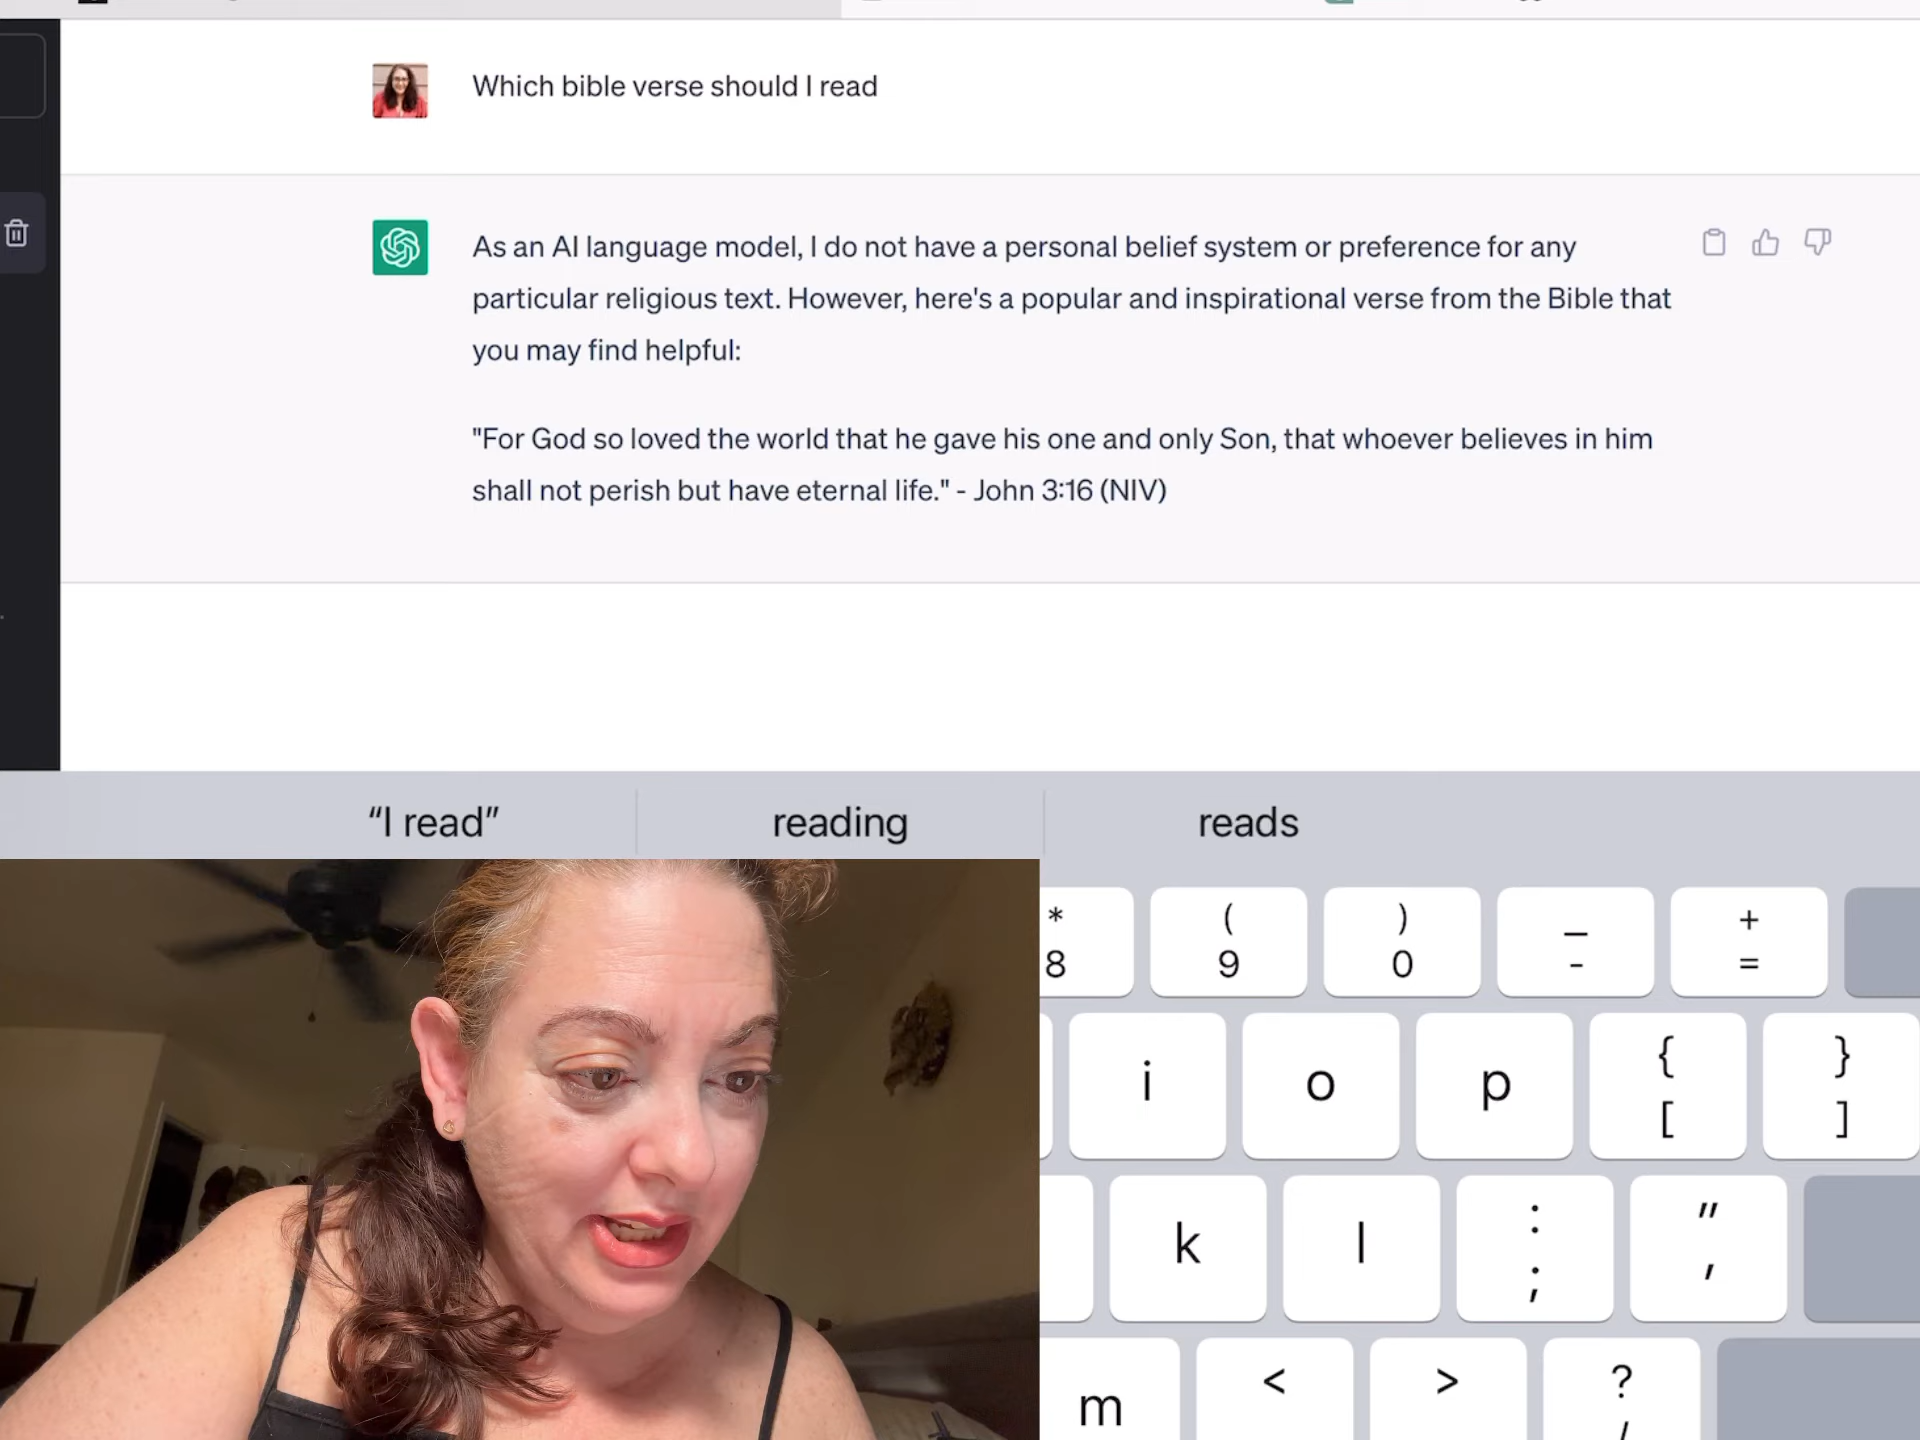 Which bible verse should I read
As an AI language model, I do not have a personal belief system or preference for any
particular religious text. However, here's a popular and inspirational verse from the Bible that
you may find helpful:
"For God so loved the world that he gave his one and only Son, that whoever believes in him
shall not perish but have eternal life." - John 3:16 (NIV)
“I read” reading reads
* ( ) _ +
8 9 0 - =
{ }
i o p [ ]
: "
k l ; '
< > ?
m /